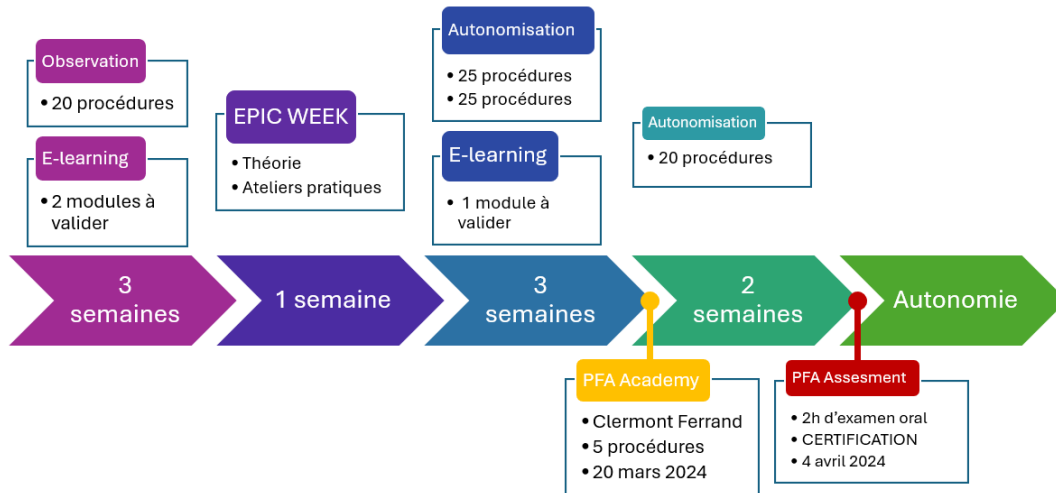 Observation
• 20 procédures
E-learning
• 2 modules à
valider
EPIC WEEK
• Théorie
• Ateliers pratiques
Autonomisation
• 25 procédures
• 25 procédures
E-learning
• 1 module à
valider
Autonomisation
• 20 procédures
3
semaines
1 semaine
3
semaines
2
semaines
Autonomie
PFA Academy
• Clermont Ferrand
• 5 procédures
• 20 mars 2024
PFA Assesment
• 2h d’examen oral
• CERTIFICATION
• 4 avril 2024